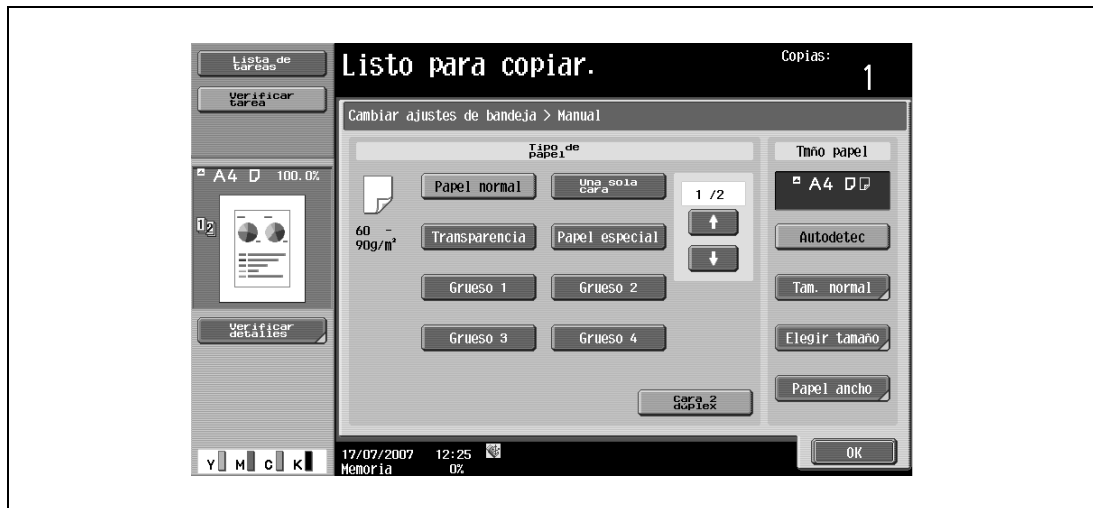 Lista de
tareas
Verificar
tarea
A4 100.0%
12
Verificar
detalles
Y M C K
Listo para copiar.
Copias:
1
Cambiar ajustes de bandeja > Manual
Tipo de
papel
60 -
90g/m²
Papel normal
Una sola
cara
1 /2
Transparencia
Papel especial
Grueso 1
Grueso 2
Grueso 3
Grueso 4
Cara 2
dúplex
Tmño papel
A4
Autodetec
Tam. normal
Elegir tamaño
Papel ancho
17/07/2007 12:25
Memoria 0%
OK